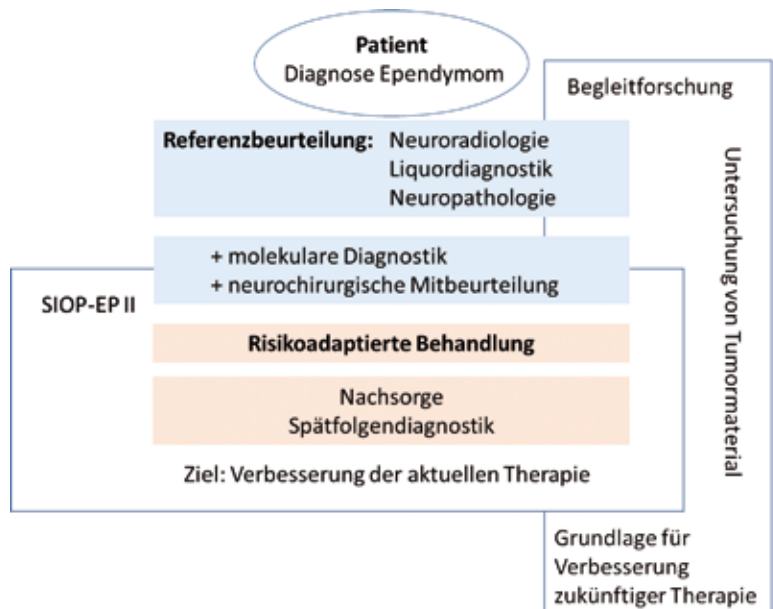 Patient
Diagnose Ependymom
Begleitforschung
Referenzbeurteilung: Neuroradiologie
Liquordiagnostik
Neuropathologie
+ molekulare Diagnostik
+ neurochirurgische Mitbeurteilung
SIOP-EP II
Risikoadaptierte Behandlung
Nachsorge
Spätfolgendiagnostik
Ziel: Verbesserung der aktuellen Therapie
Untersuchung von Tumormaterial
Grundlage für
Verbesserung
zukünftiger Therapie